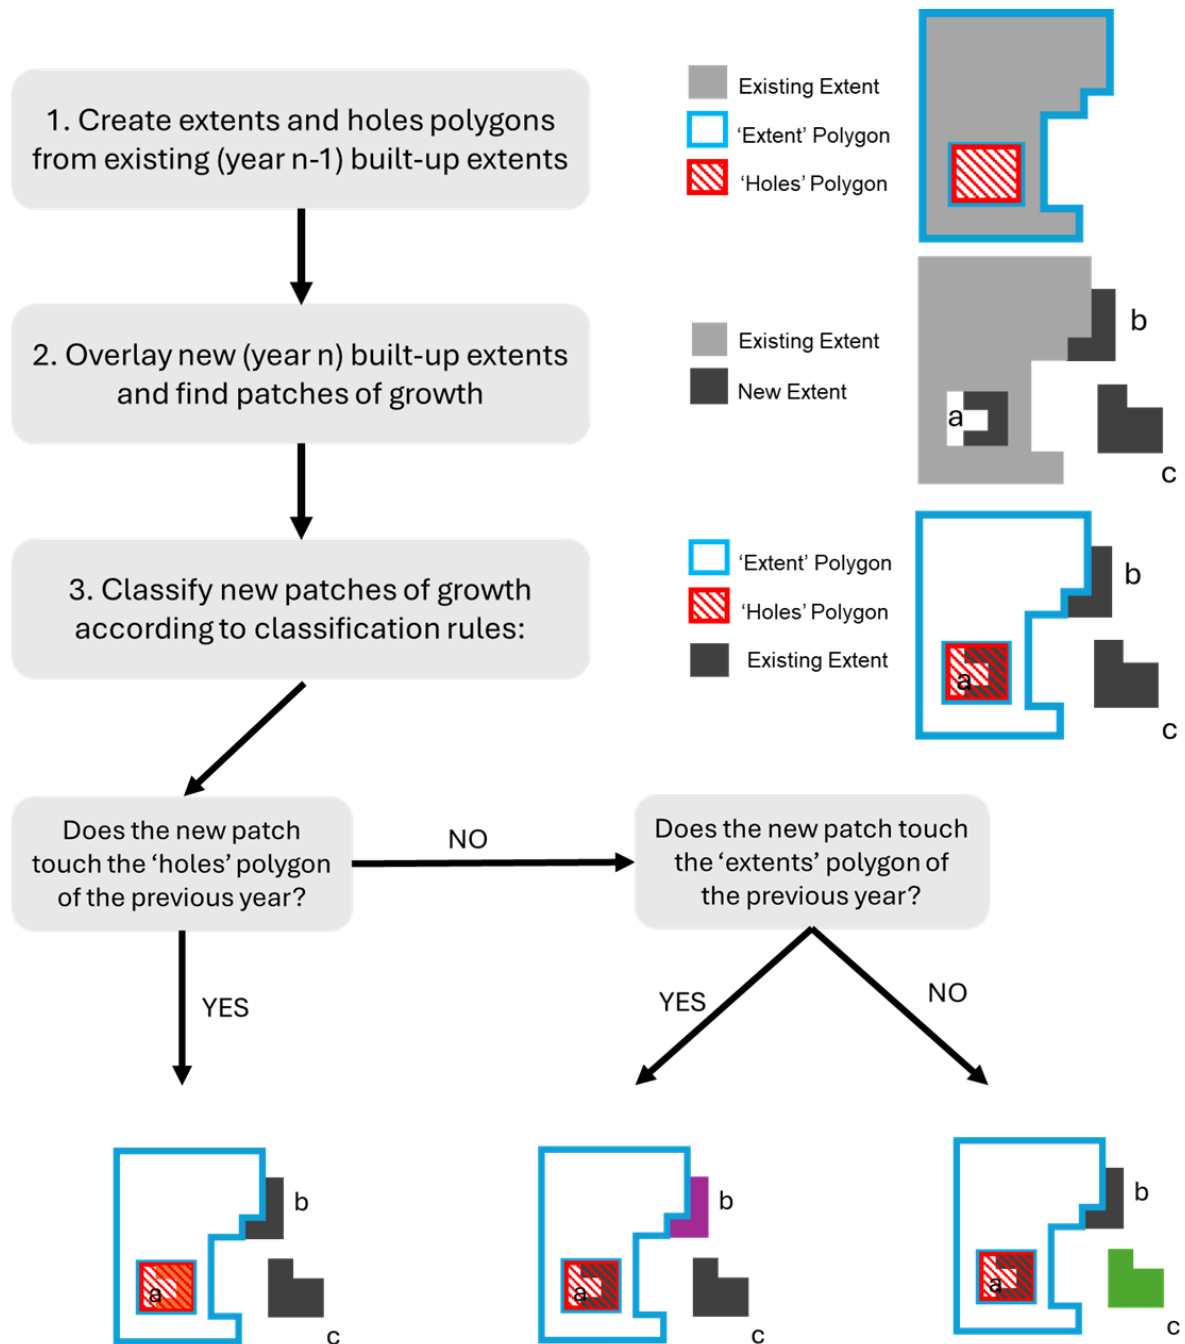 1. Create extents and holes polygons
from existing (year n-1) built-up extents
Existing Extent
‘Extent’ Polygon
‘Holes’ Polygon
2. Overlay new (year n) built-up extents
and find patches of growth
Existing Extent
New Extent
a
b
c
3. Classify new patches of growth
according to classification rules:
‘Extent’ Polygon
‘Holes’ Polygon
Existing Extent
a
b
c
Does the new patch
touch the ‘holes’ polygon
of the previous year?
NO
Does the new patch touch
the ‘extents’ polygon of
the previous year?
YES
YES
NO
a
b
c
a
b
c
a
b
c